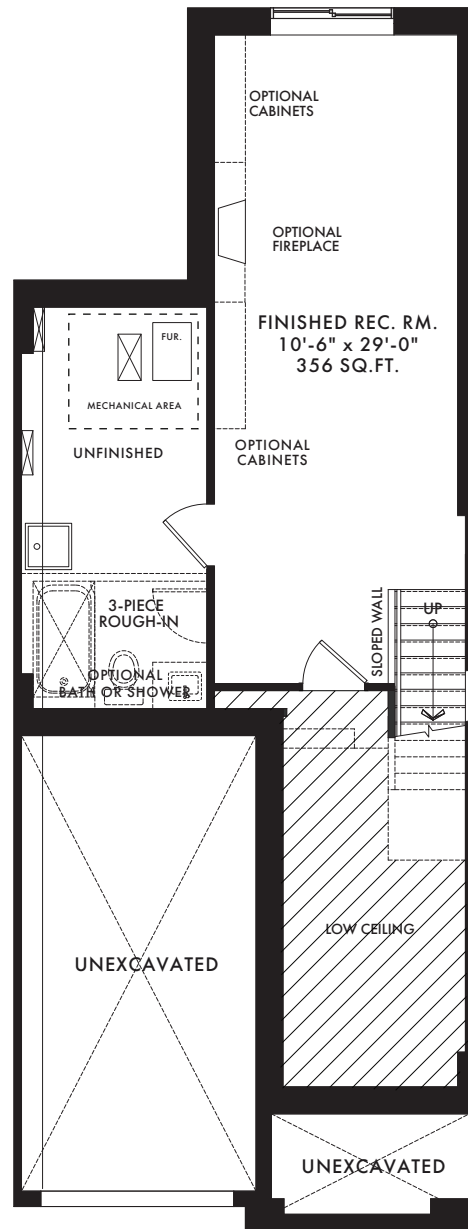 OPTIONAL
CABINETS
OPTIONAL
FIREPLACE
FINISHED REC. RM.
10'-6" x 29'-0"
356 SQ.FT.
FUR.
MECHANICAL AREA
UNFINISHED
OPTIONAL
CABINETS
3-PIECE
ROUGH-IN
OPTIONAL
BATH OR SHOWER
SLOPED WALL
UP
LOW CEILING
UNEXCAVATED
UNEXCAVATED